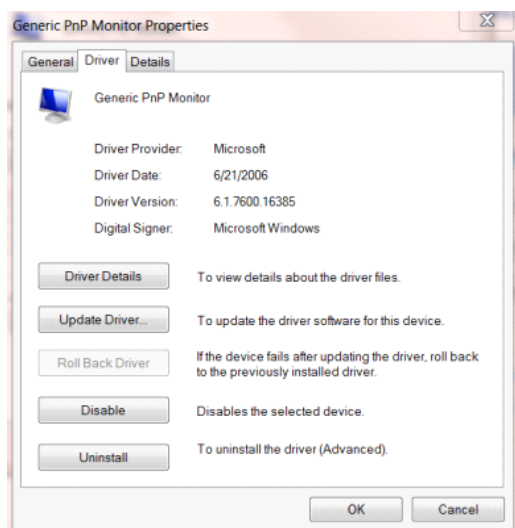 Generic PnP Monitor Properties
General Driver Details
Generic PnP Monitor
Driver Provider: Microsoft
Driver Date: 6/21/2006
Driver Version: 6.1.7600.16385
Digital Signer: Microsoft Windows
Driver Details To view details about the driver files.
Update Driver... To update the driver software for this device.
Roll Back Driver If the device fails after updating the driver, roll back
to the previously installed driver.
Disable Disables the selected device.
Uninstall To uninstall the driver (Advanced).
OK Cancel